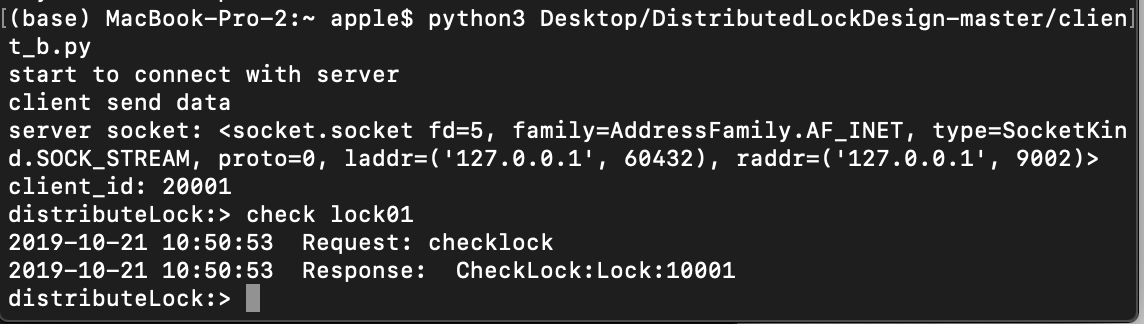 [(base) MacBook-Pro-2:~ apple$ python3 Desktop/DistributedLockDesign-master/clien]
t_b.py
start to connect with server
client send data
server socket: <socket.socket fd=5, family=AddressFamily.AF_INET, type=SocketKin
d.SOCK_STREAM, proto=0, laddr=('127.0.0.1', 60432), raddr=('127.0.0.1', 9002)>
client_id: 20001
distributeLock:> check lock01
2019-10-21 10:50:53  Request: checklock
2019-10-21 10:50:53  Response:  CheckLock:Lock:10001
distributeLock:>